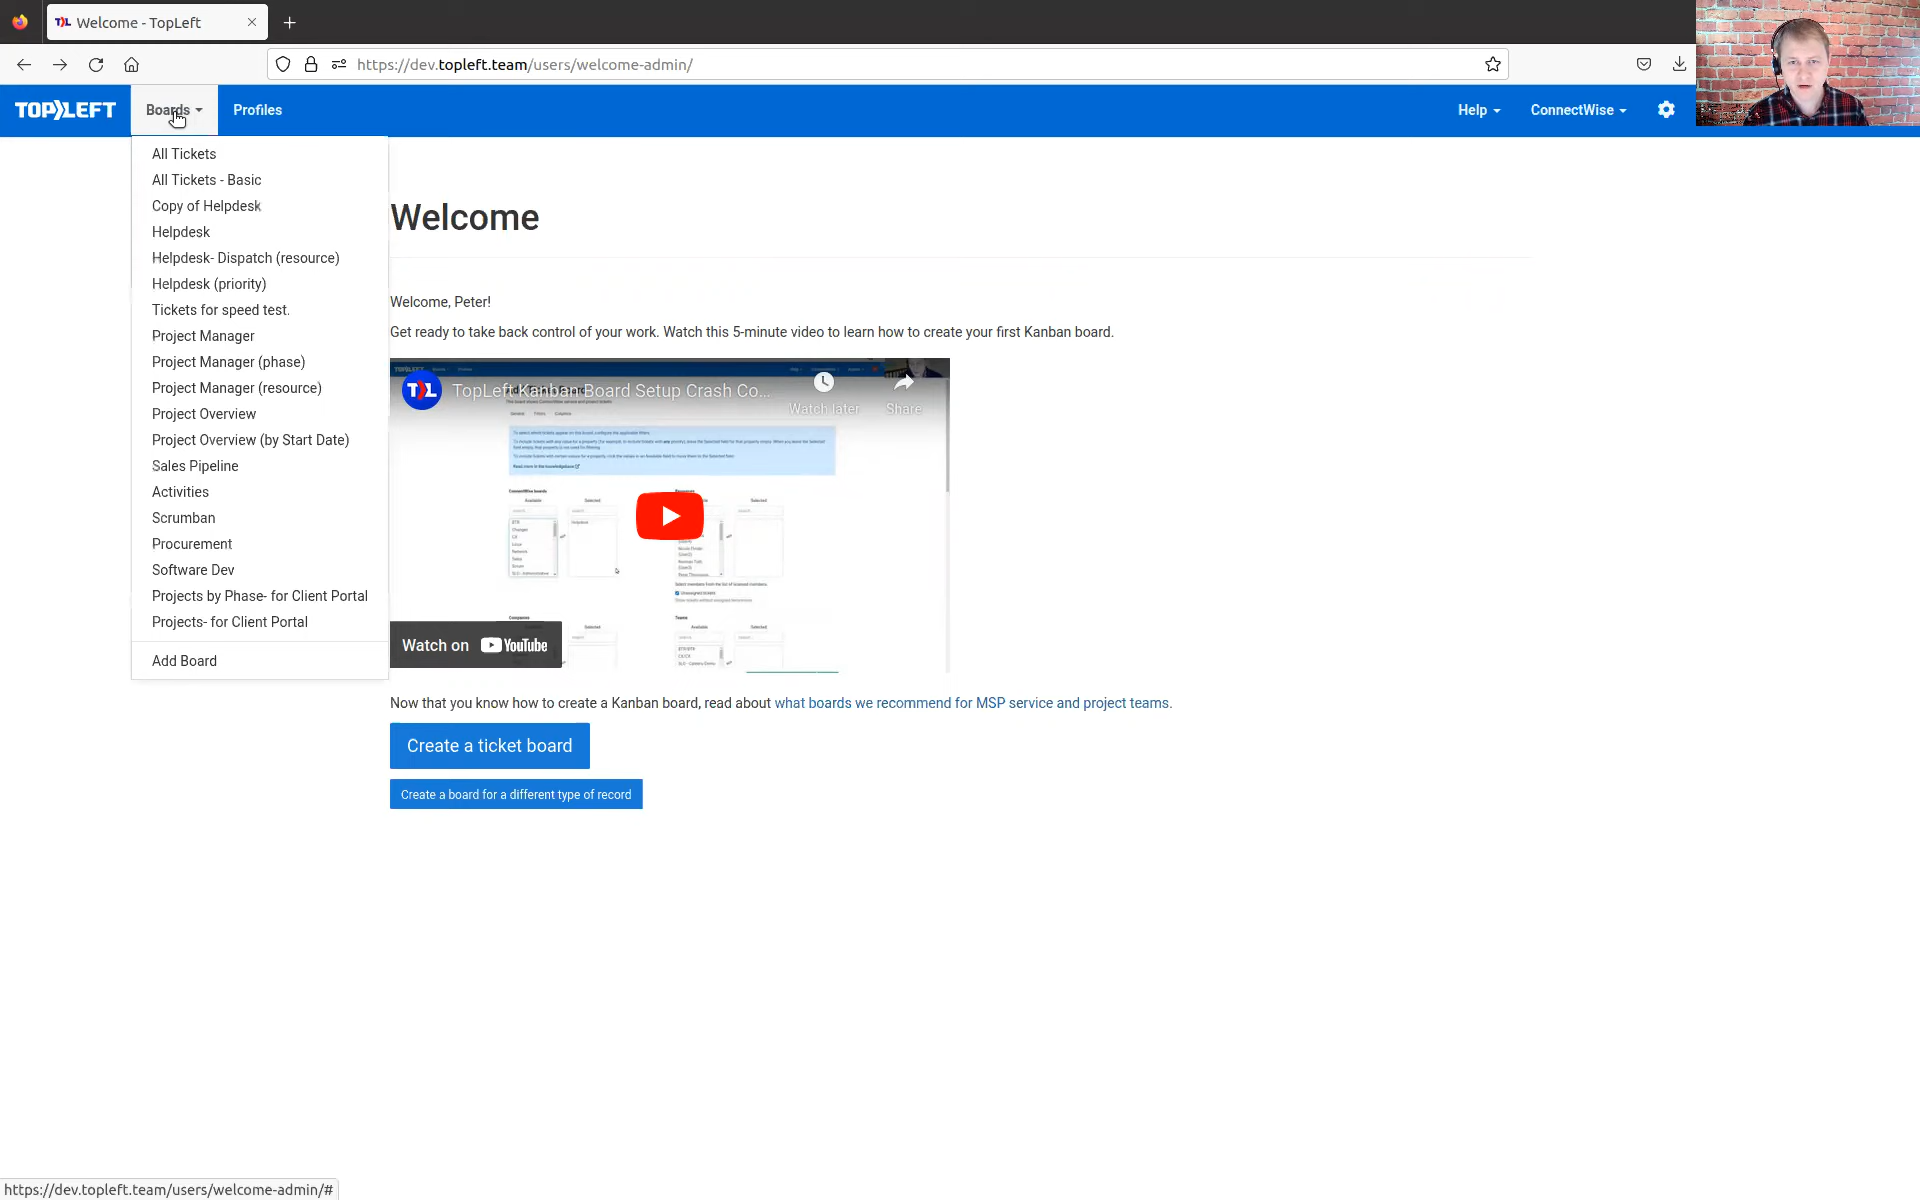 Welcome - TopLeft
https://dev.topleft.team/users/welcome-admin/
TOP LEFT
Boards
Profiles
Help
ConnectWise
All Tickets
All Tickets - Basic
Copy of Helpdesk
Helpdesk
Helpdesk- Dispatch (resource)
Helpdesk (priority)
Tickets for speed test.
Project Manager
Project Manager (phase)
Project Manager (resource)
Project Overview
Project Overview (by Start Date)
Sales Pipeline
Activities
Scrumban
Procurement
Software Dev
Projects by Phase- for Client Portal
Projects- for Client Portal
Add Board
Welcome
Welcome, Peter!
Get ready to take back control of your work. Watch this 5-minute video to learn how to create your first Kanban board.
TopLeft Kanban Board Setup Crash Co...
Watch later
Share
Watch on YouTube
Now that you know how to create a Kanban board, read about what boards we recommend for MSP service and project teams.
Create a ticket board
Create a board for a different type of record
https://dev.topleft.team/users/welcome-admin/#